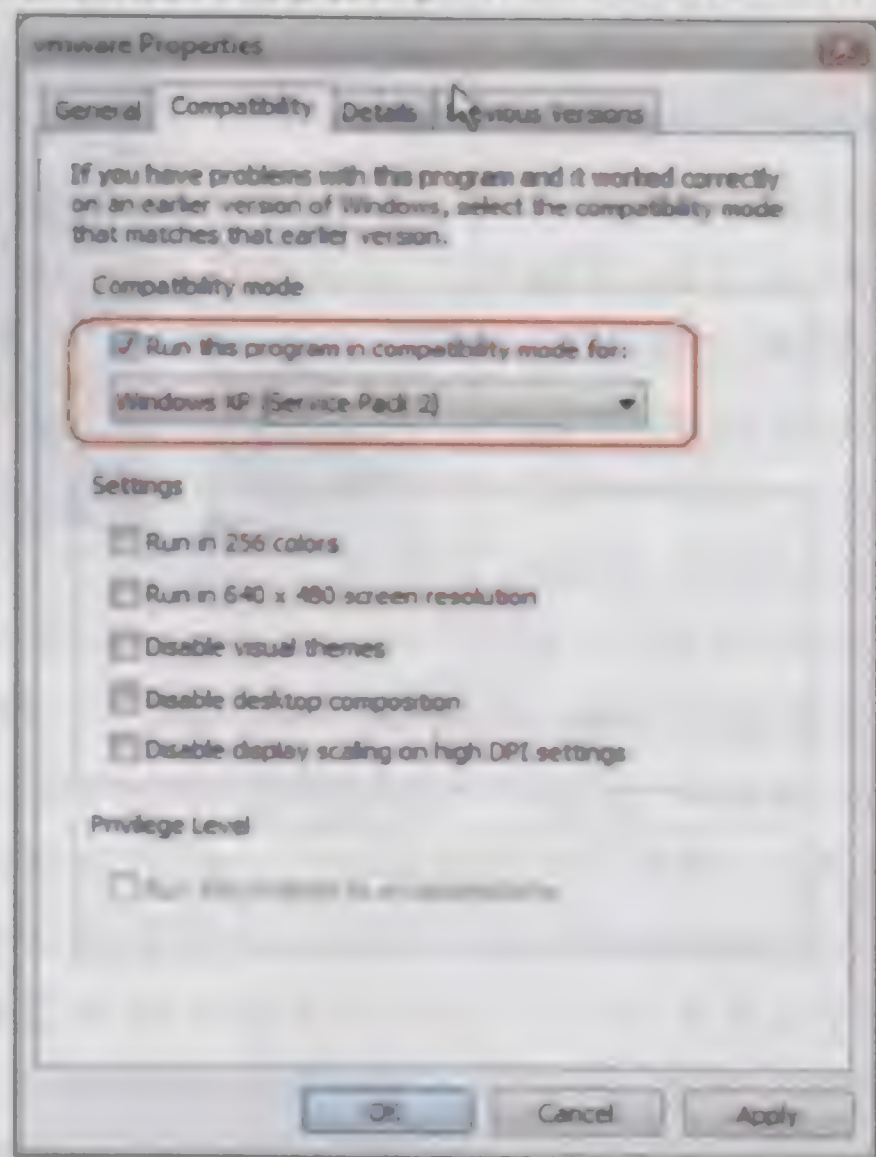 vmware Properties
General Compatibility Details Previous Versions
If you have problems with this program and it worked correctly
on an earlier version of Windows, select the compatibility mode
that matches that earlier version.
Compatibility mode
Run this program in compatibility mode for:
Windows XP (Service Pack 2)
Settings
Run in 256 colors
Run in 640 x 480 screen resolution
Disable visual themes
Disable desktop composition
Disable display scaling on high DPI settings
Privilege Level
Run this program
OK Cancel Apply